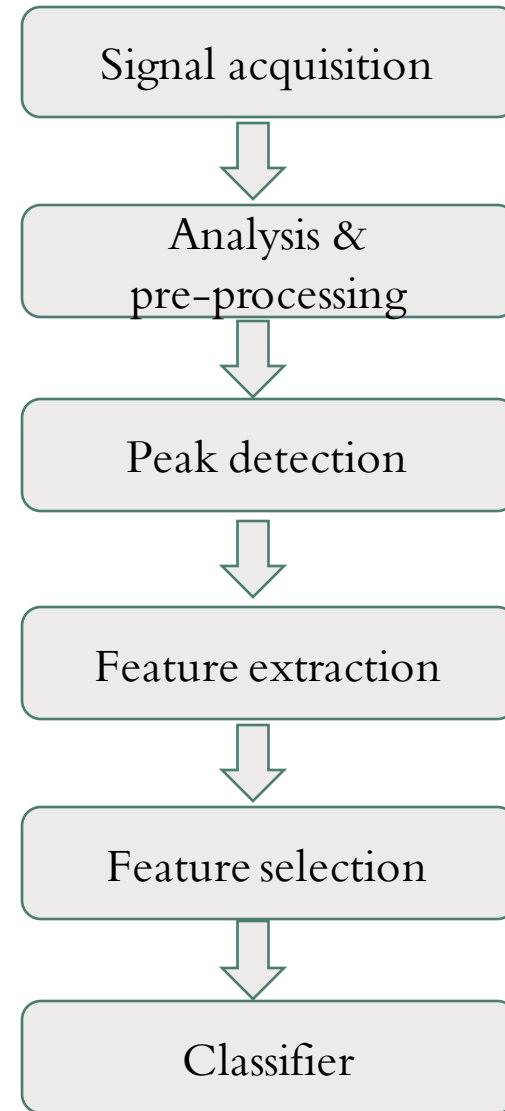 Signal acquisition
Analysis &
pre-processing
Peak detection
Feature extraction
Feature selection
Classifier